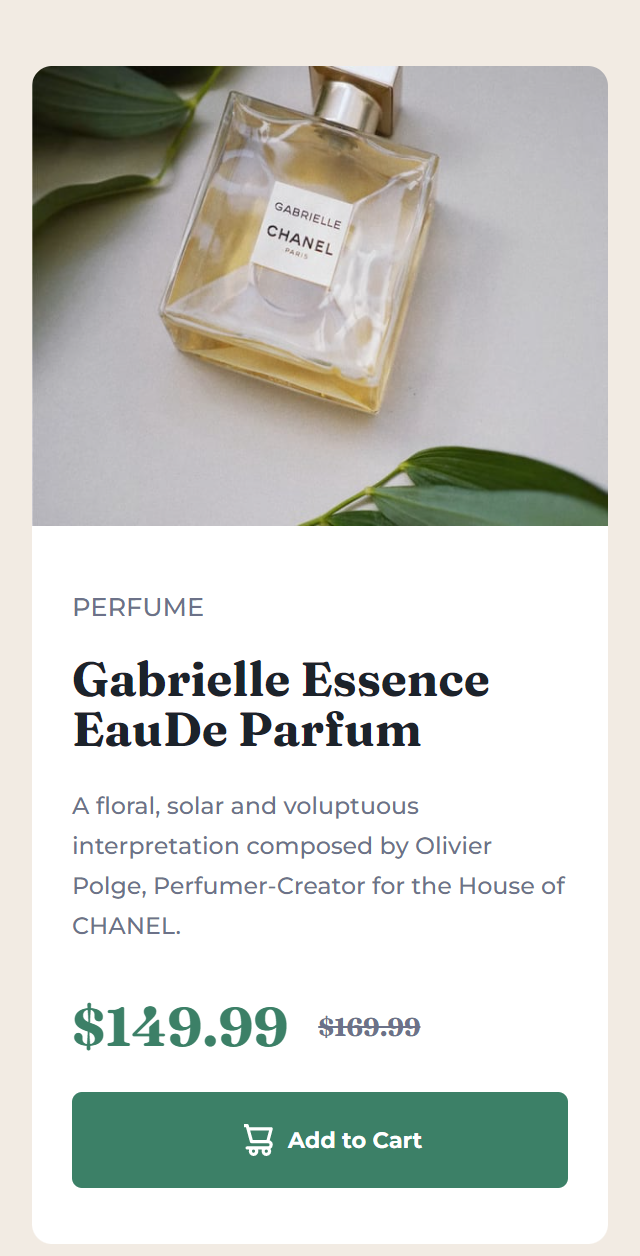 GABRIELLE
CHANEL
PARIS
PERFUME
Gabrielle Essence
EauDe Parfum
A floral, solar and voluptuous
interpretation composed by Olivier
Polge, Perfumer-Creator for the House of
CHANEL.
$149.99 $169.99
Add to Cart